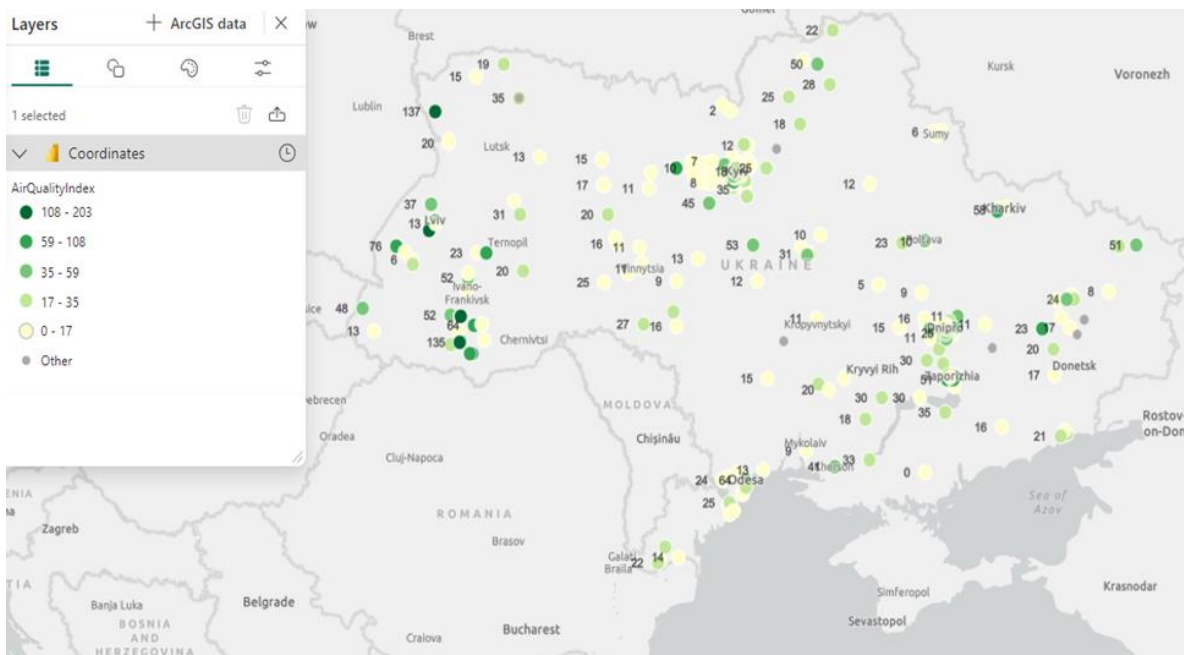 Layers
+ ArcGIS data
1 selected
Coordinates
AirQualityIndex
108 - 203
59 - 108
35 - 59
17 - 35
0 - 17
Other
Brest
22
Kursk
Voronezh
19
15
50
28
Lublin
137
35
2
25
18
6
Sumy
20
Lutsk
13
15
12
10
7
18
Kyiv
25
17
11
8
35
12
37
31
20
45
58
Kharkiv
13
Lviv
76
6
23
Ternopil
16
11
13
53
10
31
23
10
Poltava
51
52
20
25
11
Vinnytsia
9
UKRAINE
12
5
9
8
24
Ivano-
Frankivsk
48
13
52
64
135
Chernivtsi
27
16
11
Kropyvnytskyi
15
16
11
Dnipro
11
11
23
17
20
Donetsk
30
15
Kryvyi Rih
20
51
Zaporizhia
17
30
30
35
18
16
21
Debrecen
Oradea
MOLDOVA
Chișinău
Mykolaiv
9
41
Kherson
33
0
Rostov-
on-Don
Cluj-Napoca
24
64
13
Odesa
25
Sea of
Azov
Zagreb
ROMANIA
Brasov
Galati
Braila
22
14
Banja Luka
BOSNIA
AND
HERZEGOVINA
Belgrade
Craiova
Bucharest
Simferopol
Sevastopol
Krasnodar